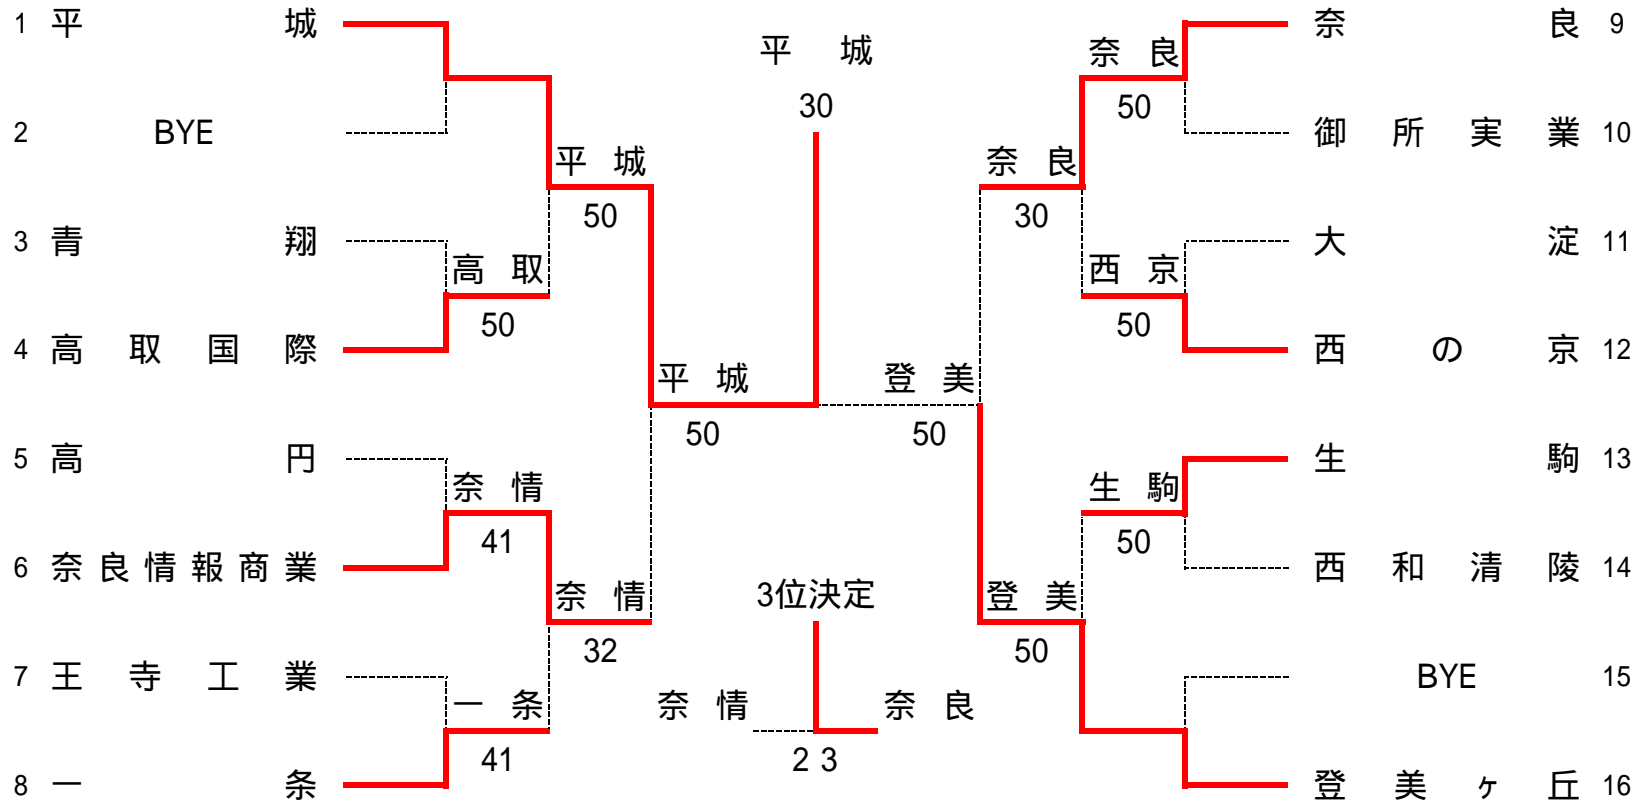 1 平城
2 BYE
3 青翔
4 高取国際
5 高円
6 奈良情報商業
7 王寺工業
8 一条
高取
50
奈情
41
一条
41
平城
50
奈情
32
平城
50
平城
30
登美
50
3位決定
奈情 奈良
2 3
奈良
30
登美
50
奈良
50
西京
50
生駒
50
奈良 9
御所実業 10
大淀 11
西の京 12
生駒 13
西和清陵 14
BYE 15
登美ヶ丘 16